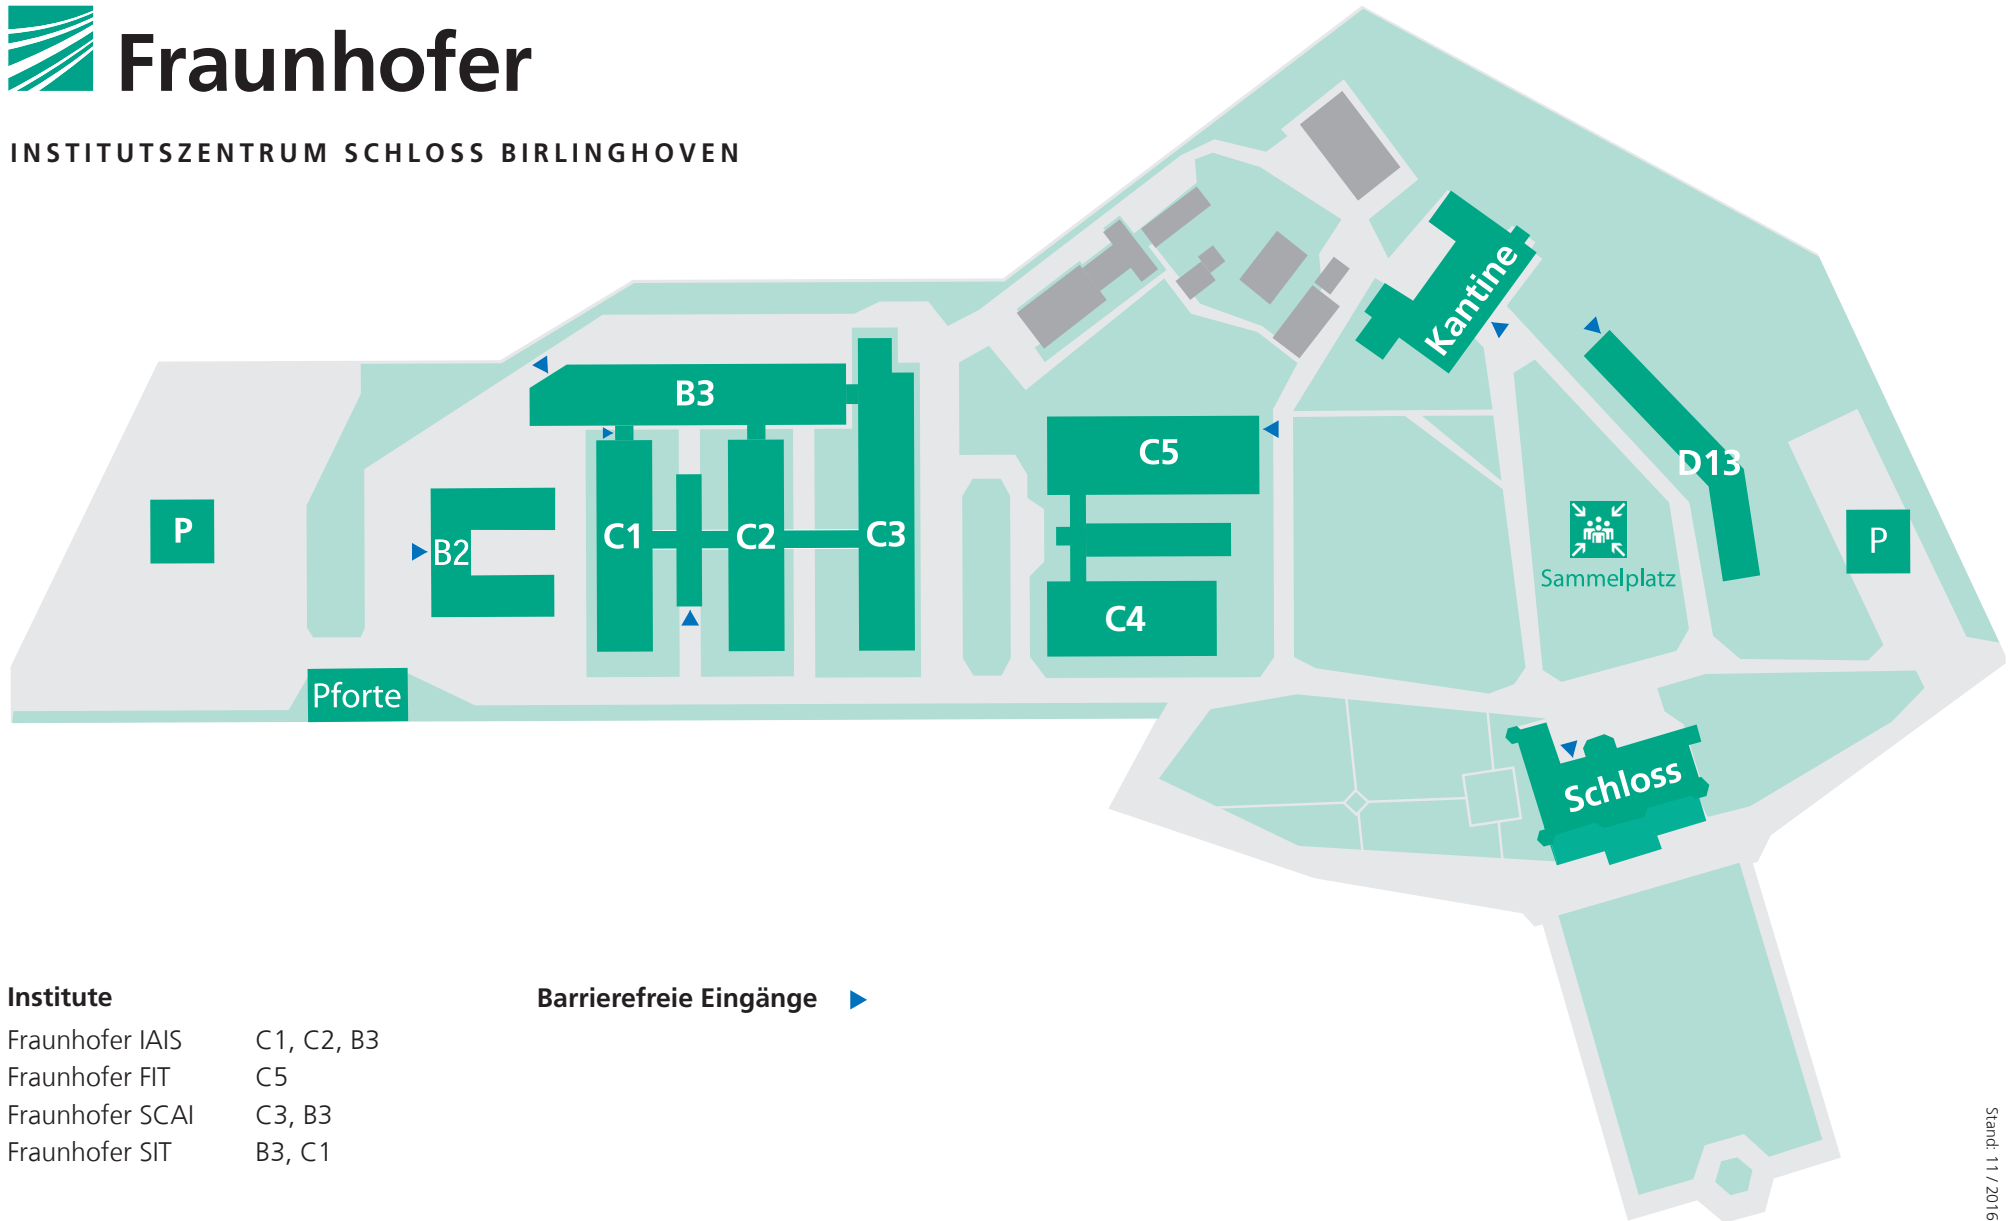 Fraunhofer
INSTITUTSZENTRUM SCHLOSS BIRLINGHOVEN
Kantine
B3
C5
D13
P
B2
C1
C2
C3
P
Sammelplatz
C4
Pforte
Schloss
Institute
Fraunhofer IAIS C1, C2, B3
Fraunhofer FIT C5
Fraunhofer SCAI C3, B3
Fraunhofer SIT B3, C1
Barrierefreie Eingänge
Stand: 11 / 2016